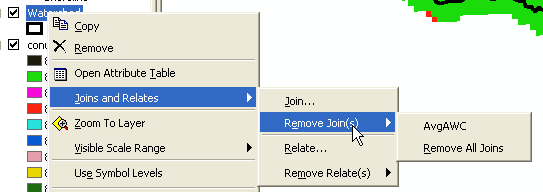 Watershed
Copy
Remove
Open Attribute Table
Joins and Relates
Zoom To Layer
Visible Scale Range
Use Symbol Levels
Join...
Remove Join(s)
Relate...
Remove Relate(s)
AvgAWC
Remove All Joins